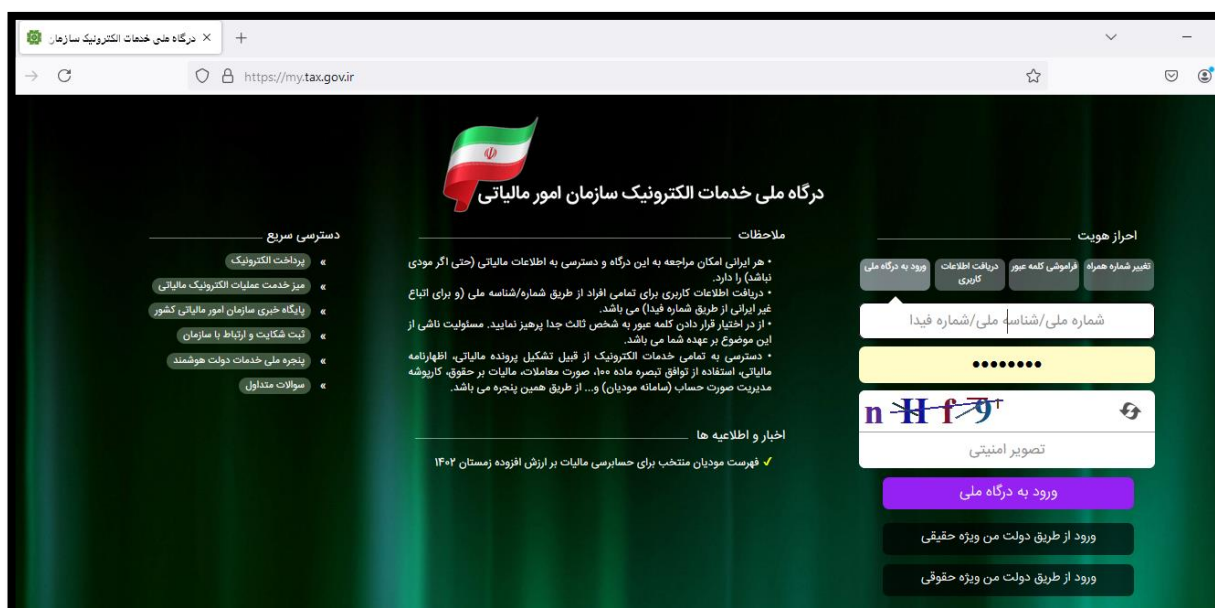 درگاه ملی خدمات الکترونیک سازمان
https://my.tax.gov.ir
درگاه ملی خدمات الکترونیک سازمان امور مالیاتی
احراز هویت
تغییر شماره همراه
فراموشی کلمه عبور
دریافت اطلاعات
کاربری
ورود به درگاه ملی
شماره ملی/شناسه ملی/شماره فیدا
n H f 9
تصویر امنیتی
ورود به درگاه ملی
ورود از طریق دولت من ویژه حقیقی
ورود از طریق دولت من ویژه حقوقی
ملاحظات
• هر ایرانی امکان مراجعه به این درگاه و دسترسی به اطلاعات مالیاتی (حتی اگر مودی
نباشد) را دارد.
• دریافت اطلاعات کاربری برای تمامی افراد از طریق شماره/شناسه ملی (و برای اتباع
غیر ایرانی از طریق شماره فیدا) می باشد.
• از در اختیار قرار دادن کلمه عبور به شخص ثالث جدا پرهیز نمایید. مسئولیت ناشی از
این موضوع بر عهده شما می باشد.
• دسترسی به تمامی خدمات الکترونیک از قبیل تشکیل پرونده مالیاتی، اظهارنامه
مالیاتی، استفاده از توافق تبصره ماده ۱۰۰، صورت معاملات، مالیات بر حقوق، کارپوشه
مدیریت صورت حساب (سامانه مودیان) و... از طریق همین پنجره می باشد.
اخبار و اطلاعیه ها
✓ فهرست مودیان منتخب برای حسابرسی مالیات بر ارزش افزوده زمستان ۱۴۰۲
دسترسی سریع
» پرداخت الکترونیک
» میز خدمت عملیات الکترونیک مالیاتی
» پایگاه خبری سازمان امور مالیاتی کشور
» ثبت شکایت و ارتباط با سازمان
» پنجره ملی خدمات دولت هوشمند
» سوالات متداول